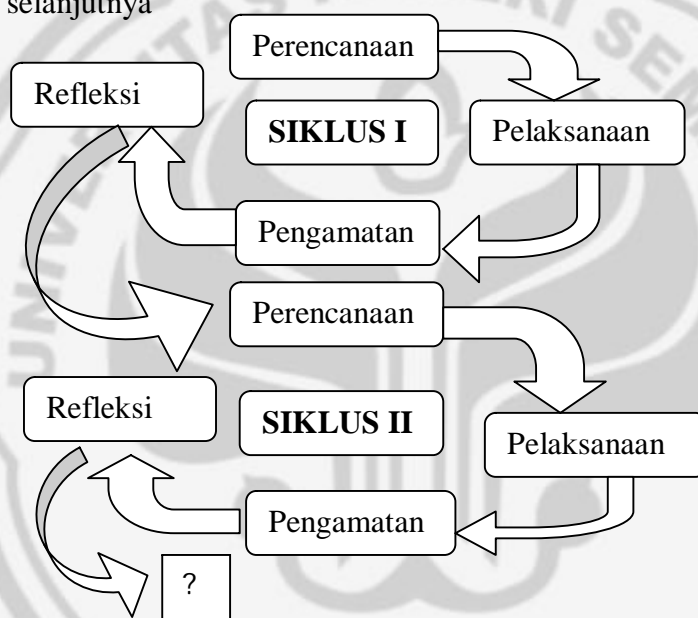 selanjutnya
Perencanaan
Refleksi
SIKLUS I
Pelaksanaan
Pengamatan
Perencanaan
Refleksi
SIKLUS II
Pelaksanaan
Pengamatan
?